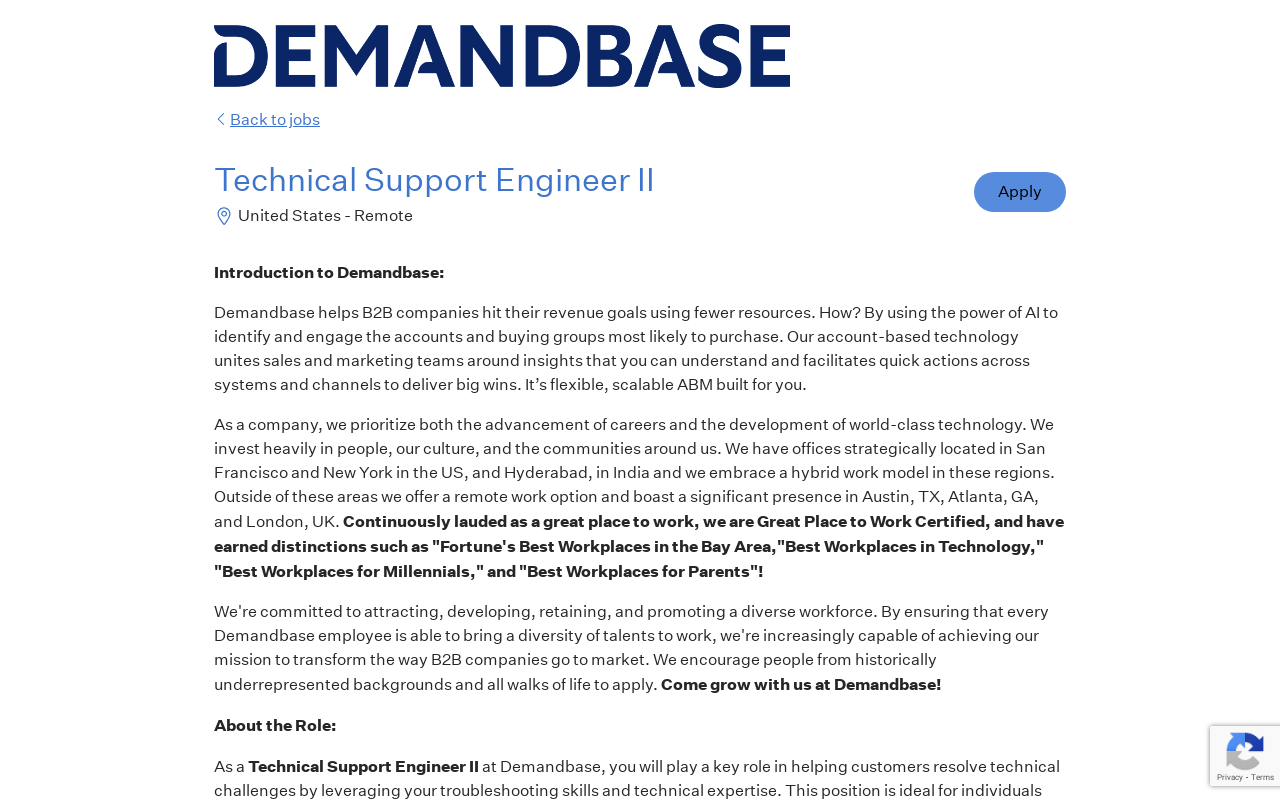 DEMANDBASE
Back to jobs
Technical Support Engineer II
Apply
United States - Remote
Introduction to Demandbase:
Demandbase helps B2B companies hit their revenue goals using fewer resources. How? By using the power of AI to
identify and engage the accounts and buying groups most likely to purchase. Our account-based technology
unites sales and marketing teams around insights that you can understand and facilitates quick actions across
systems and channels to deliver big wins. It’s flexible, scalable ABM built for you.
As a company, we prioritize both the advancement of careers and the development of world-class technology. We
invest heavily in people, our culture, and the communities around us. We have offices strategically located in San
Francisco and New York in the US, and Hyderabad, in India and we embrace a hybrid work model in these regions.
Outside of these areas we offer a remote work option and boast a significant presence in Austin, TX, Atlanta, GA,
and London, UK. Continuously lauded as a great place to work, we are Great Place to Work Certified, and have
earned distinctions such as "Fortune's Best Workplaces in the Bay Area,"Best Workplaces in Technology,"
"Best Workplaces for Millennials," and "Best Workplaces for Parents"!
We're committed to attracting, developing, retaining, and promoting a diverse workforce. By ensuring that every
Demandbase employee is able to bring a diversity of talents to work, we're increasingly capable of achieving our
mission to transform the way B2B companies go to market. We encourage people from historically
underrepresented backgrounds and all walks of life to apply. Come grow with us at Demandbase!
About the Role:
As a Technical Support Engineer II at Demandbase, you will play a key role in helping customers resolve technical
challenges by leveraging your troubleshooting skills and technical expertise. This position is ideal for individuals
Privacy - Terms